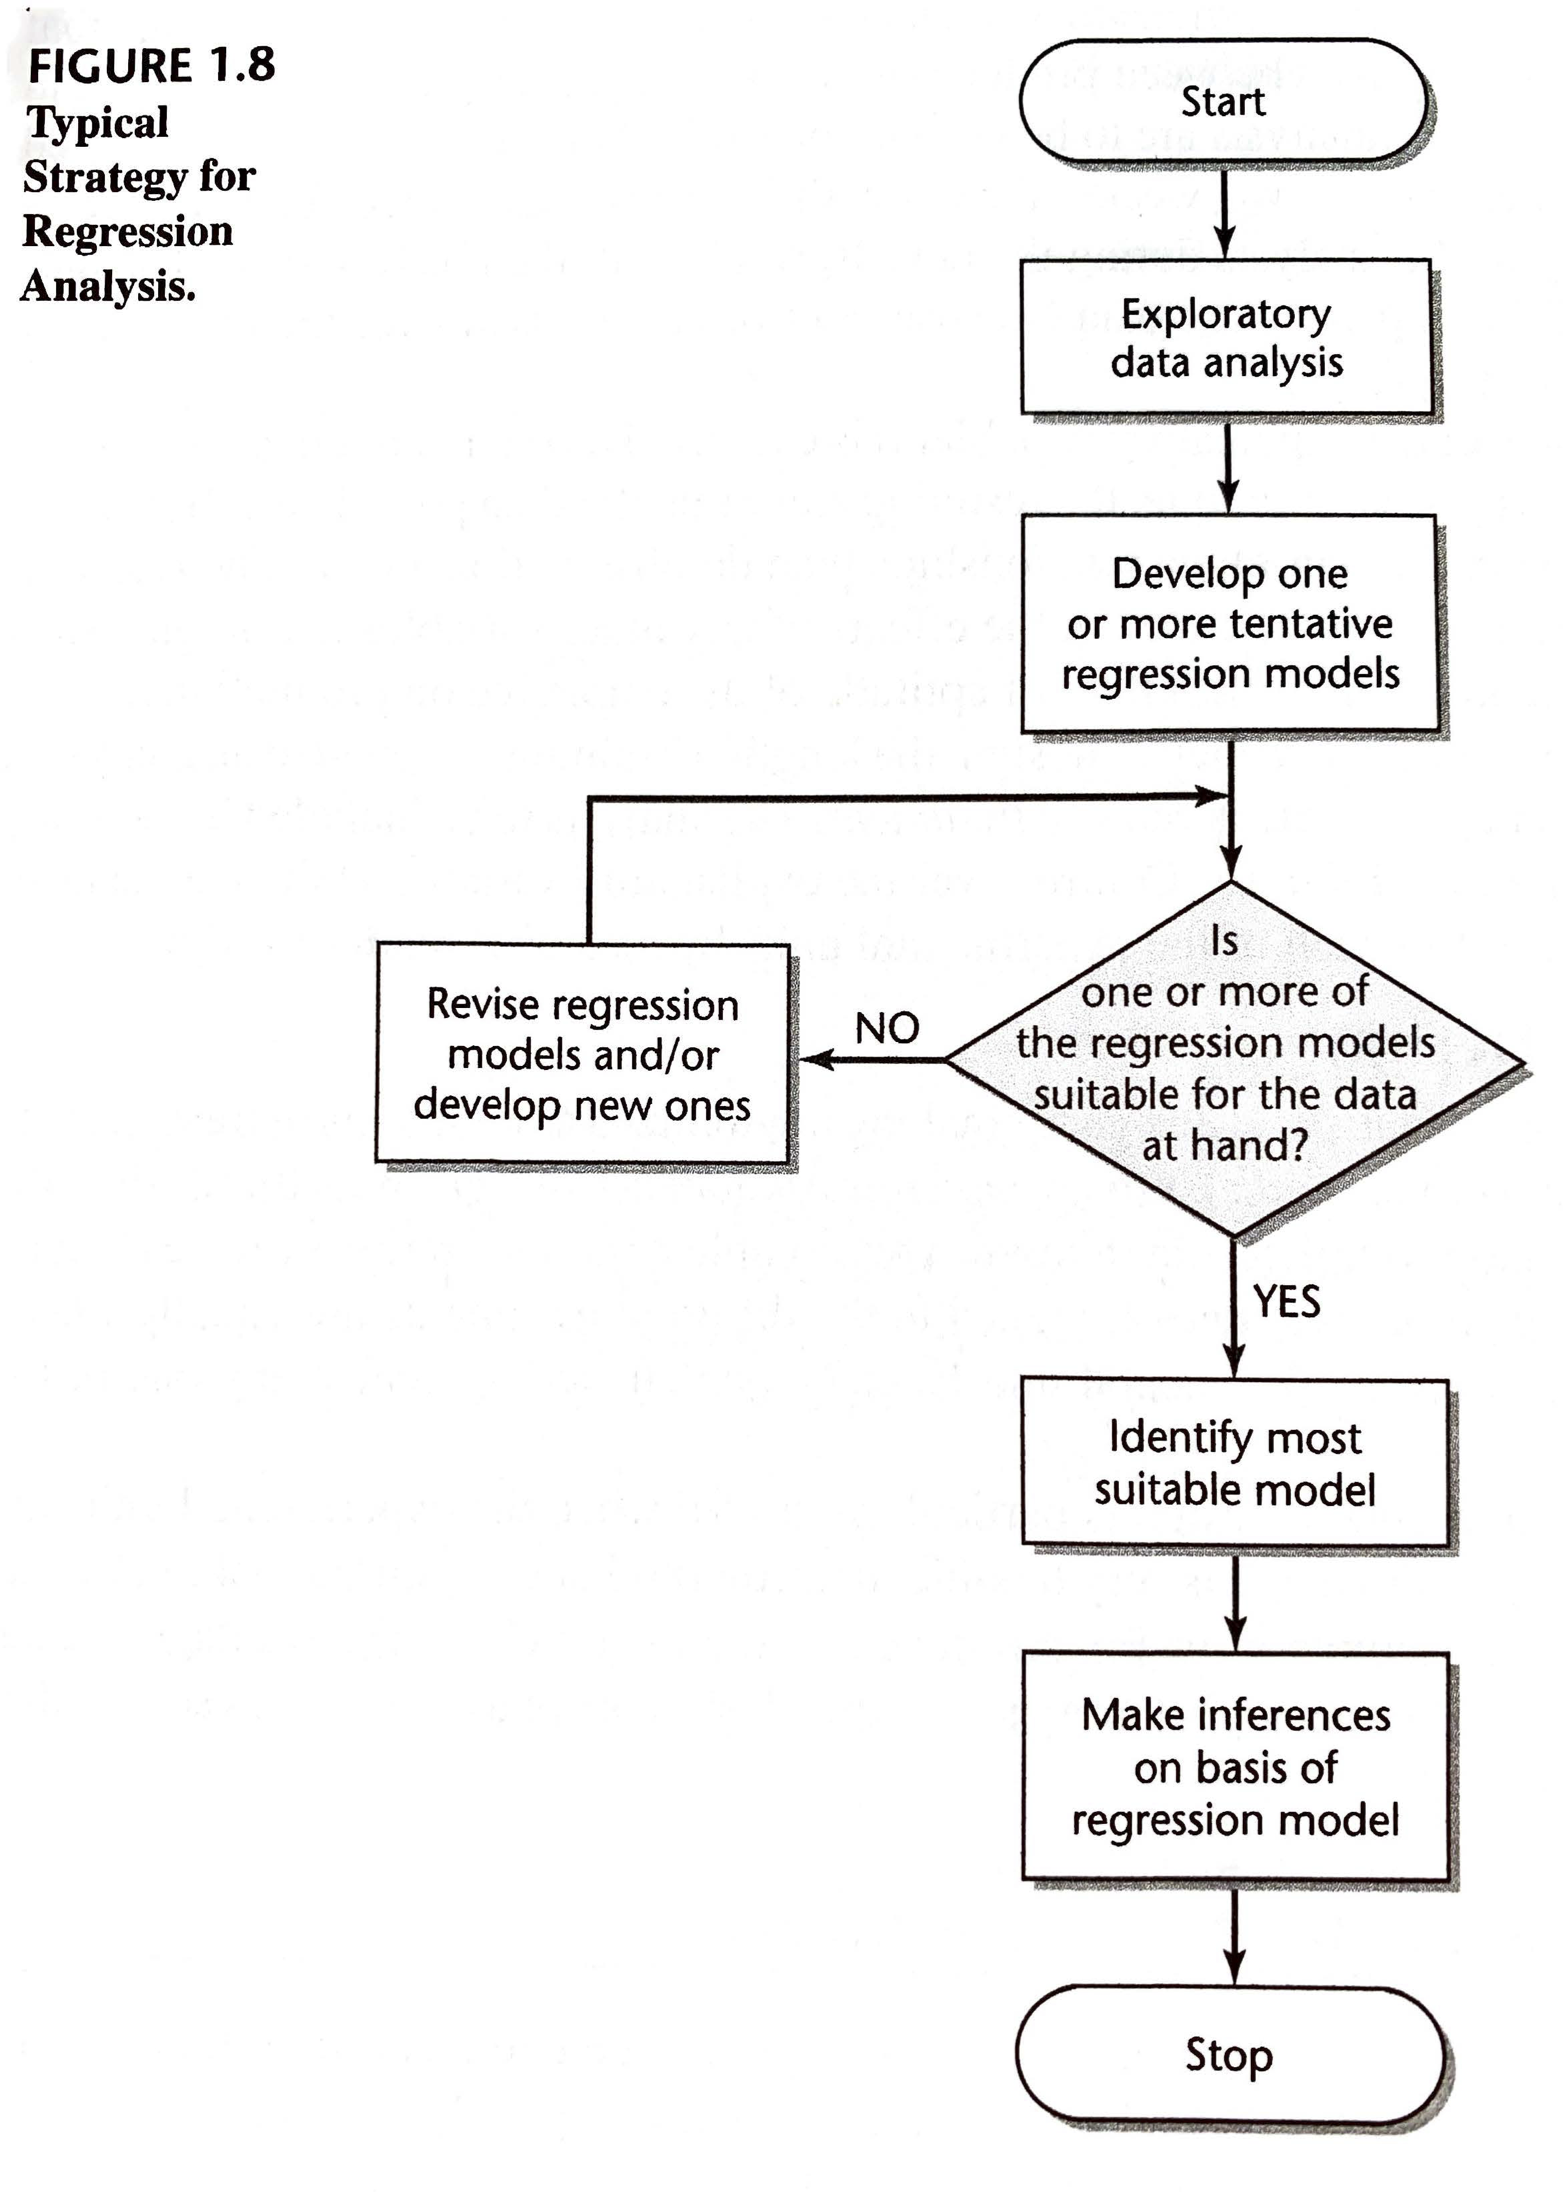 FIGURE 1.8
Typical
Strategy for
Regression
Analysis.
Start
Exploratory
data analysis
Develop one
or more tentative
regression models
Is
one or more of
the regression models
suitable for the data
at hand?
NO
Revise regression
models and/or
develop new ones
YES
Identify most
suitable model
Make inferences
on basis of
regression model
Stop